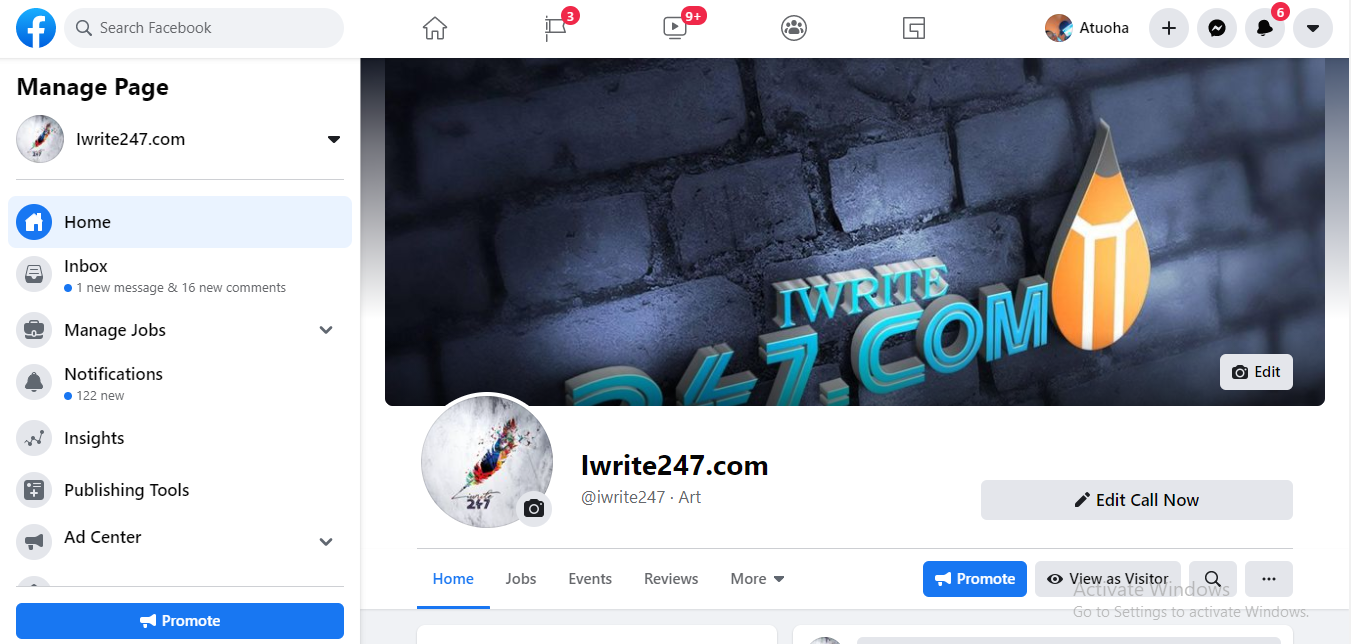 Search Facebook
3
9+
Atuoha
6
Manage Page
Iwrite247.com
Home
Inbox
1 new message & 16 new comments
Manage Jobs
Notifications
122 new
Insights
Publishing Tools
Ad Center
Promote
IWRITE
247.COM
Edit
Iwrite
247
Iwrite247.com
@iwrite247 · Art
Edit Call Now
Home
Jobs
Events
Reviews
More
Promote
View as Visitor
Activate Windows
Go to Settings to activate Windows.